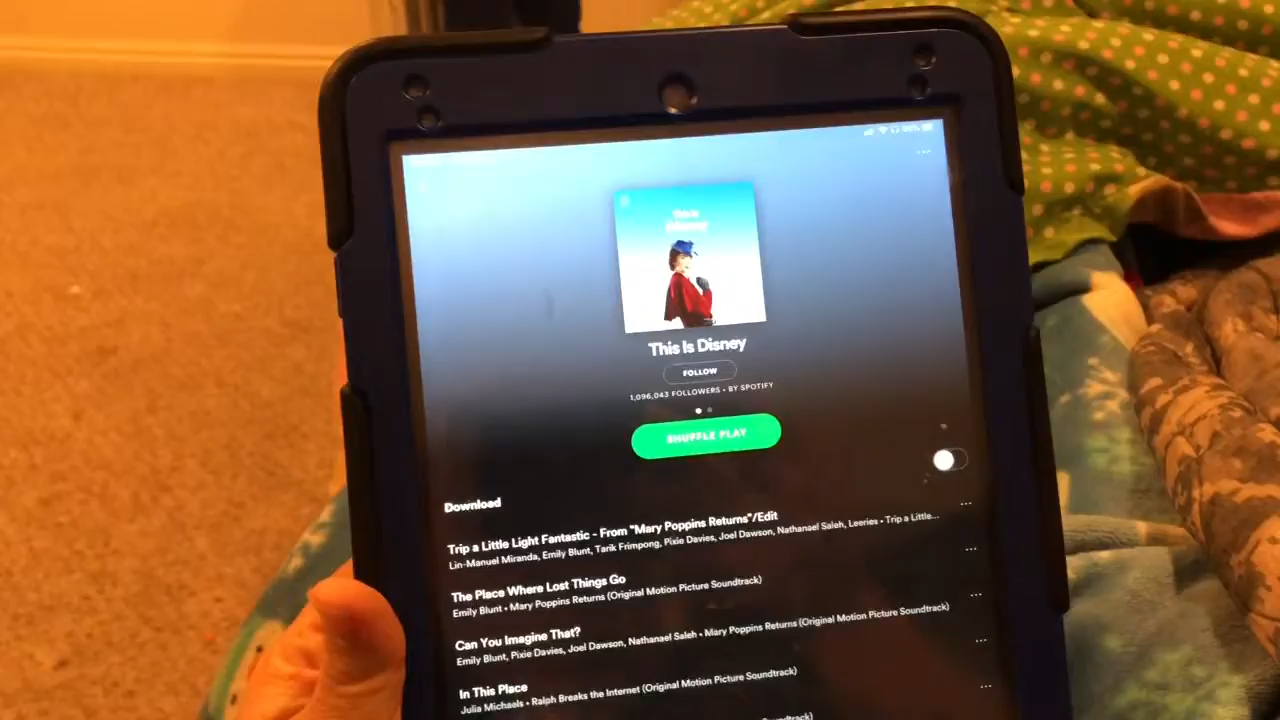 This Is Disney
FOLLOW
1,096,043 FOLLOWERS • BY SPOTIFY
SHUFFLE PLAY
Download
Trip a Little Light Fantastic - From "Mary Poppins Returns"/Edit
Lin-Manuel Miranda, Emily Blunt, Tarik Frimpong, Pixie Davies, Joel Dawson, Nathanael Saleh, Leeries • Trip a Little...
The Place Where Lost Things Go
Emily Blunt • Mary Poppins Returns (Original Motion Picture Soundtrack)
Can You Imagine That?
Emily Blunt, Pixie Davies, Joel Dawson, Nathanael Saleh • Mary Poppins Returns (Original Motion Picture Soundtrack)
In This Place
Julia Michaels • Ralph Breaks the Internet (Original Motion Picture Soundtrack)